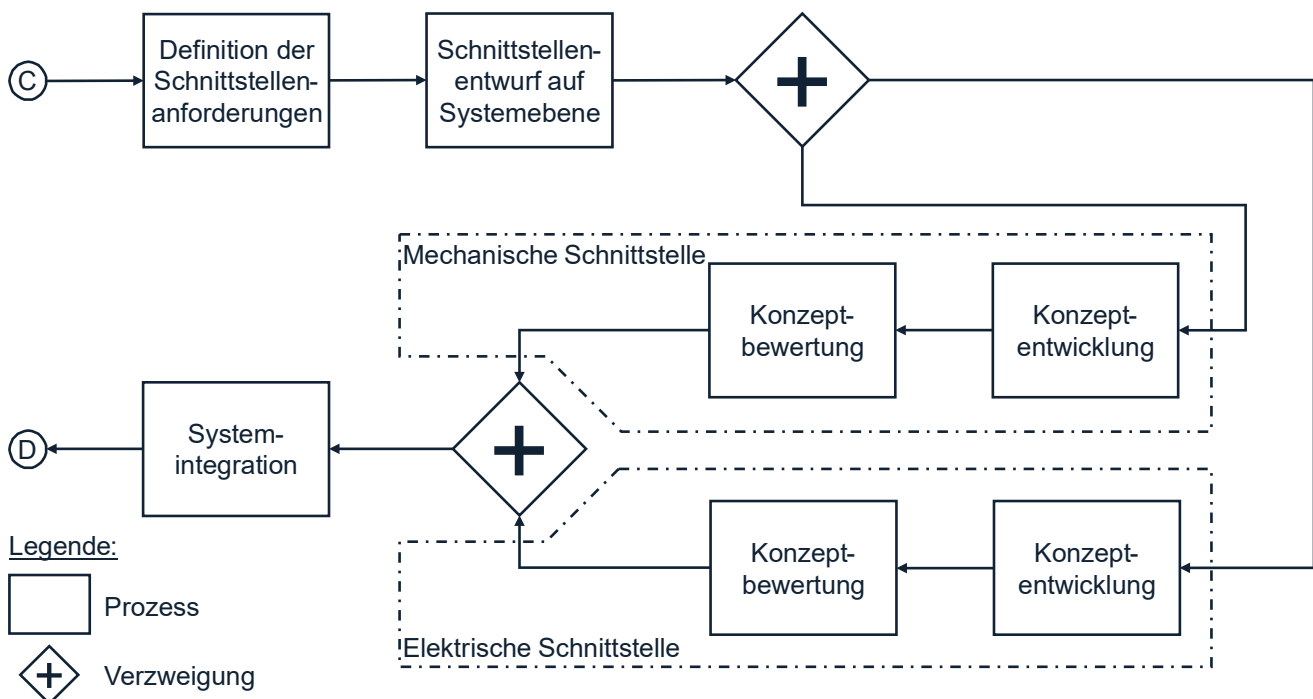 C
Definition der
Schnittstellen-
anforderungen
Schnittstellen-
entwurf auf
Systemebene
Mechanische Schnittstelle
Konzept-
bewertung
Konzept-
entwicklung
D
System-
integration
Konzept-
bewertung
Konzept-
entwicklung
Elektrische Schnittstelle
Legende:
Prozess
Verzweigung